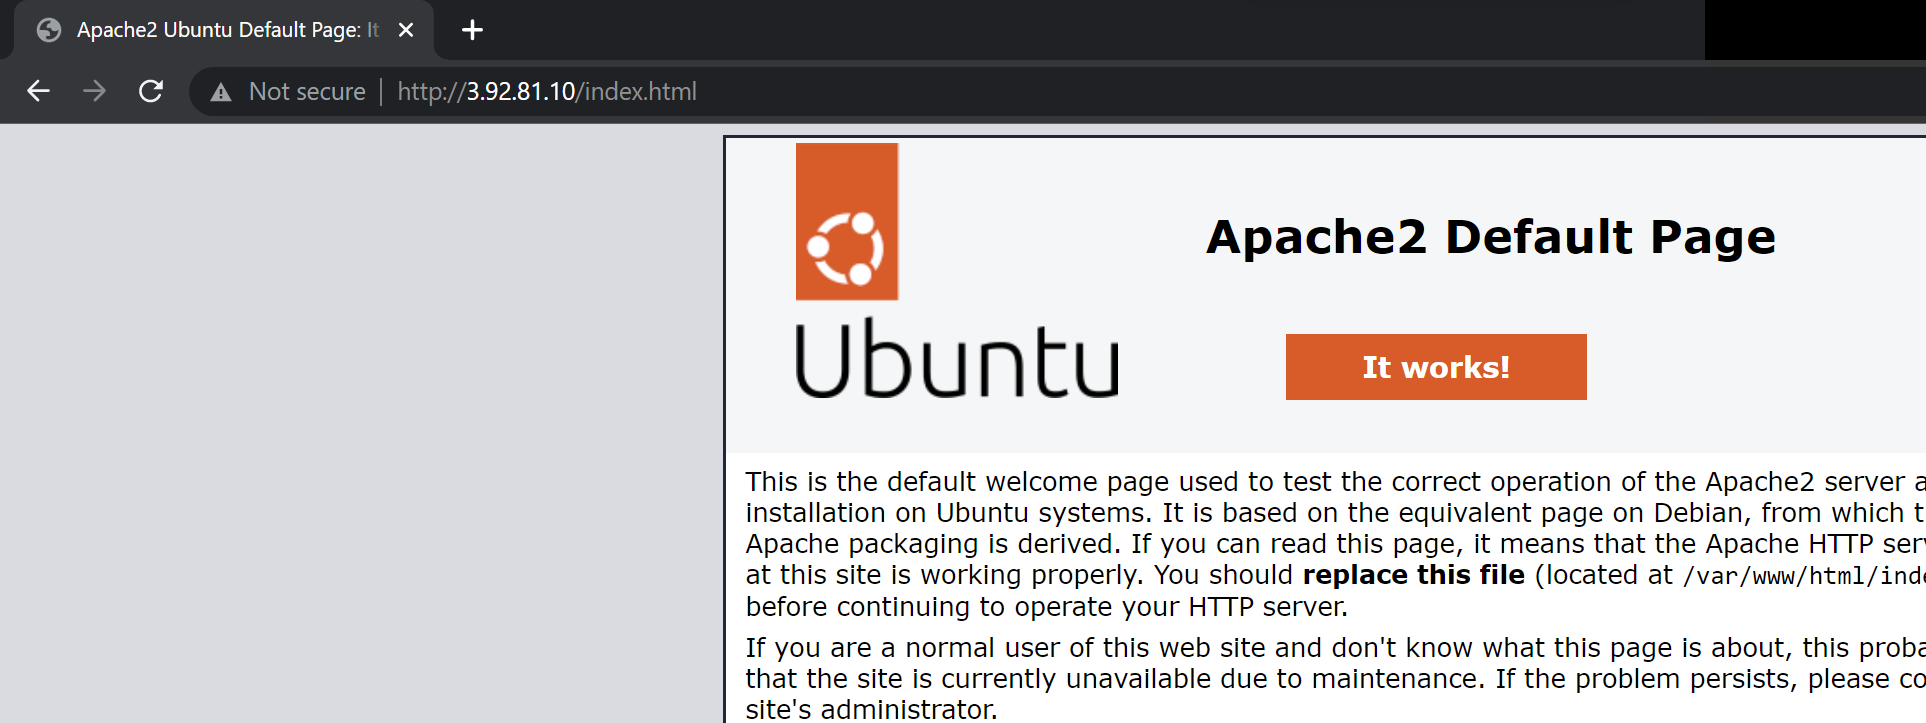 Apache2 Ubuntu Default Page: It
Not secure | http://3.92.81.10/index.html
Ubuntu
Apache2 Default Page
It works!
This is the default welcome page used to test the correct operation of the Apache2 server a
installation on Ubuntu systems. It is based on the equivalent page on Debian, from which t
Apache packaging is derived. If you can read this page, it means that the Apache HTTP serv
at this site is working properly. You should replace this file (located at /var/www/html/inde
before continuing to operate your HTTP server.
If you are a normal user of this web site and don't know what this page is about, this proba
that the site is currently unavailable due to maintenance. If the problem persists, please co
site's administrator.